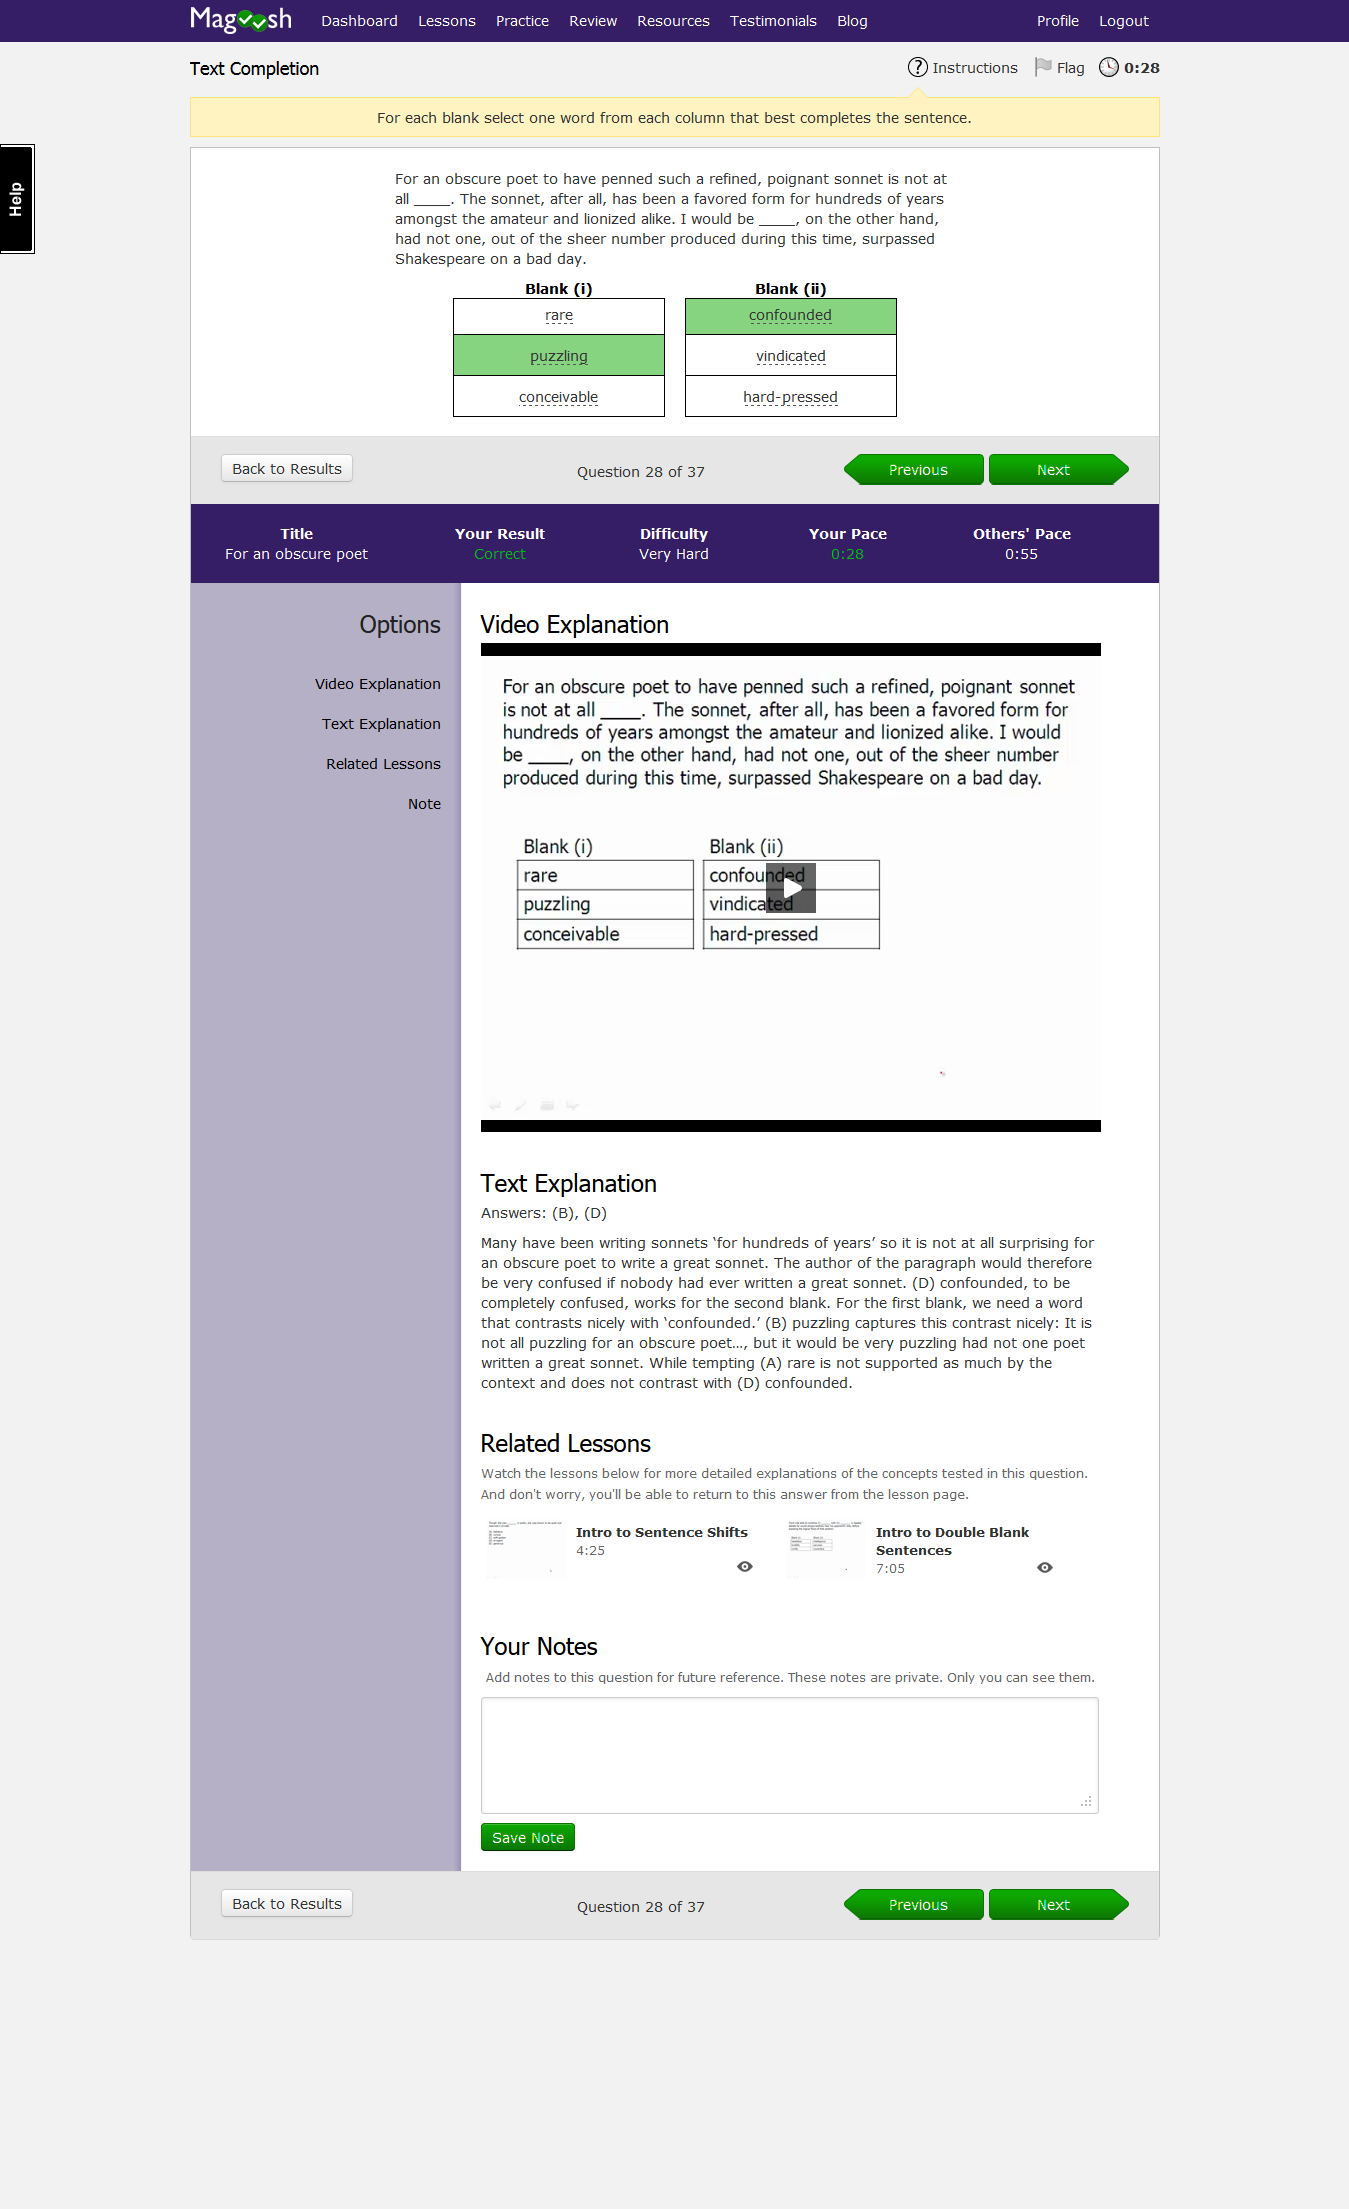 Magoosh Dashboard Lessons Practice Review Resources Testimonials Blog Profile Logout
Text Completion Instructions Flag 0:28
For each blank select one word from each column that best completes the sentence.
Help
For an obscure poet to have penned such a refined, poignant sonnet is not at
all ____. The sonnet, after all, has been a favored form for hundreds of years
amongst the amateur and lionized alike. I would be ____, on the other hand,
had not one, out of the sheer number produced during this time, surpassed
Shakespeare on a bad day.
Blank (i) Blank (ii)
rare confounded
puzzling vindicated
conceivable hard-pressed
Back to Results Question 28 of 37 Previous Next
Title Your Result Difficulty Your Pace Others' Pace
For an obscure poet Correct Very Hard 0:28 0:55
Options
Video Explanation
Text Explanation
Related Lessons
Note
Video Explanation
For an obscure poet to have penned such a refined, poignant sonnet
is not at all ____. The sonnet, after all, has been a favored form for
hundreds of years amongst the amateur and lionized alike. I would
be ____, on the other hand, had not one, out of the sheer number
produced during this time, surpassed Shakespeare on a bad day.
Blank (i) Blank (ii)
rare confounded
puzzling vindicated
conceivable hard-pressed
Text Explanation
Answers: (B), (D)
Many have been writing sonnets ‘for hundreds of years’ so it is not at all surprising for
an obscure poet to write a great sonnet. The author of the paragraph would therefore
be very confused if nobody had ever written a great sonnet. (D) confounded, to be
completely confused, works for the second blank. For the first blank, we need a word
that contrasts nicely with ‘confounded.’ (B) puzzling captures this contrast nicely: It is
not all puzzling for an obscure poet…, but it would be very puzzling had not one poet
written a great sonnet. While tempting (A) rare is not supported as much by the
context and does not contrast with (D) confounded.
Related Lessons
Watch the lessons below for more detailed explanations of the concepts tested in this question.
And don't worry, you'll be able to return to this answer from the lesson page.
Intro to Sentence Shifts
4:25
Intro to Double Blank
Sentences
7:05
Your Notes
Add notes to this question for future reference. These notes are private. Only you can see them.
Save Note
Back to Results Question 28 of 37 Previous Next